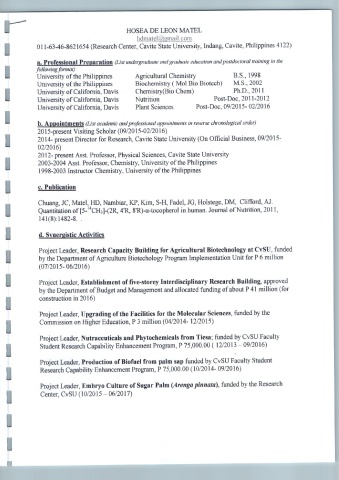 HOSEA DE LEON MATEL
hdmatel@gmail.com
011-63-46-8621654 (Research Center, Cavite State University, Indang, Cavite, Philippines 4122)
a. Professional Preparation (List undergraduate and graduate education and postdoctoral training in the
following format)
University of the Philippines Agricultural Chemistry B.S., 1998
University of the Philippines Biochemistry ( Mol Biotech) M.S., 2002
University of California, Davis Chemistry(Bio Chem) Ph.D., 2011
University of California, Davis Nutrition Post-Doc, 2011-2012
University of California, Davis Plant Sciences Post-Doc, 09/2015- 02/2016)
b. Appointments (List academic and professional appointments in reverse chronological order)
2015-present Visiting Scholar (09/2015-02/2016)
2014- present Director for Research, Cavite State University (On Official Business, 09/2015-
02/2016)
2012- present Asst. Professor, Physical Sciences, Cavite State University
2003-2004 Asst. Professor, Chemistry, University of the Philippines
1998-2003 Instructor Chemistry, University of the Philippines
c. Publication
Chuang, JC, Matel, HD, Nambiar, KP, Kim, S-H, Fadel, JG, Holstege, DM, Clifford, AJ.
Quantitation of [5-¹⁴CH₃]-(2R, 4'R, 8'R)-α-tocopherol in human. Journal of Nutrition, 2011,
141(8):1482-8. .
d. Synergistic Activities
Project Leader, Research Capacity Building for Agricultural Biotechnology at CvSU, funded
by the Department of Agriculture Biotechnology Program Implementation Unit for P 6 million
(07/2015- 06/2016)
Project Leader, Establishment of five-storey Interdisciplinary Research Building, approved
by the Department of Budget and Management and allocated funding of about P 41 million (for
construction in 2016)
Project Leader, Upgrading of the Facilities for the Molecular Sciences, funded by the
Commission on Higher Education, P 3 million (04/2014- 12/2015)
Project Leader, Nutraceuticals and Phytochemicals from Tiesa; funded by CvSU Faculty
Student Research Capability Enhancement Program, P 75,000.00 ( 12/2013 – 09/2016)
Project Leader, Production of Biofuel from palm sap funded by CvSU Faculty Student
Research Capability Enhancement Program, P 75,000.00 (10/2014- 09/2016)
Project Leader, Embryo Culture of Sugar Palm (Arenga pinnata), funded by the Research
Center, CvSU (10/2015 – 06/2017)